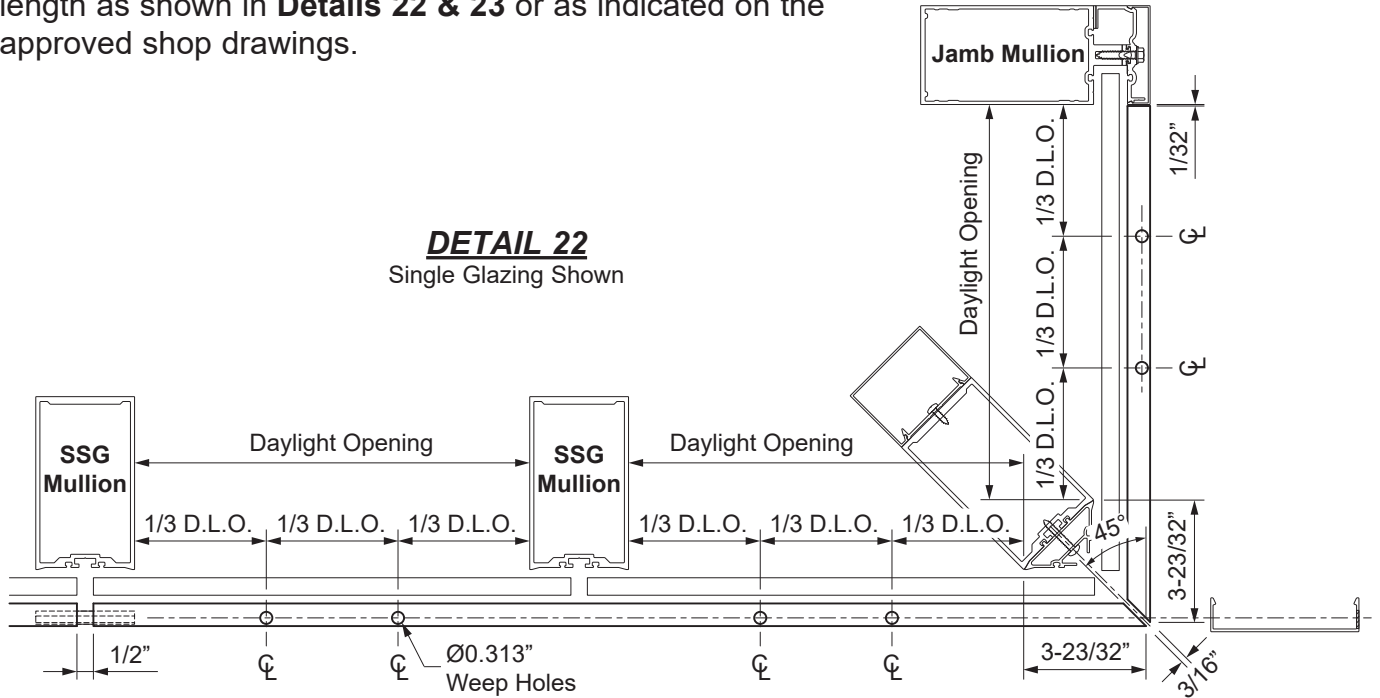 length as shown in Details 22 & 23 or as indicated on the
approved shop drawings.
Jamb Mullion
1/32”
Daylight Opening
1/3 D.L.O.
1/3 D.L.O.
1/3 D.L.O.
DETAIL 22
Single Glazing Shown
℄
℄
SSG
Mullion
Daylight Opening
SSG
Mullion
Daylight Opening
1/3 D.L.O.
1/3 D.L.O.
1/3 D.L.O.
1/3 D.L.O.
1/3 D.L.O.
1/3 D.L.O.
45°
3-23/32”
1/2”
℄
℄
Ø0.313”
Weep Holes
℄
℄
3-23/32”
3/16”